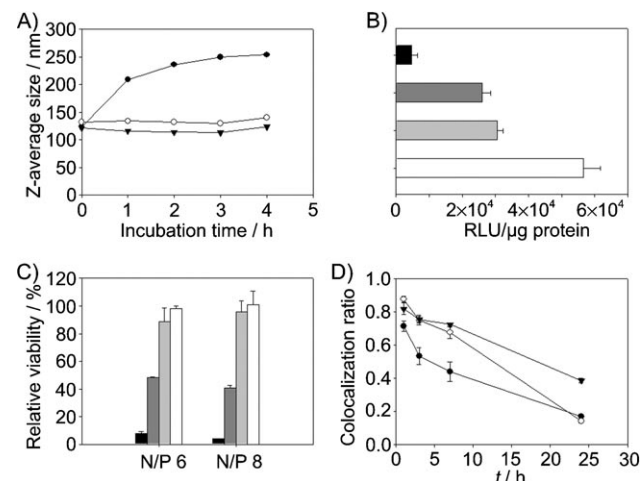 A)
Z-average size / nm
300
250
200
150
100
50
0
0 1 2 3 4 5
Incubation time / h
B)
0 2×10⁴ 4×10⁴ 6×10⁴
RLU/μg protein
C)
Relative viability / %
120
100
80
60
40
20
0
N/P 6 N/P 8
D)
Colocalization ratio
1.0
0.8
0.6
0.4
0.2
0.0
0 5 10 15 20 25 30
t / h